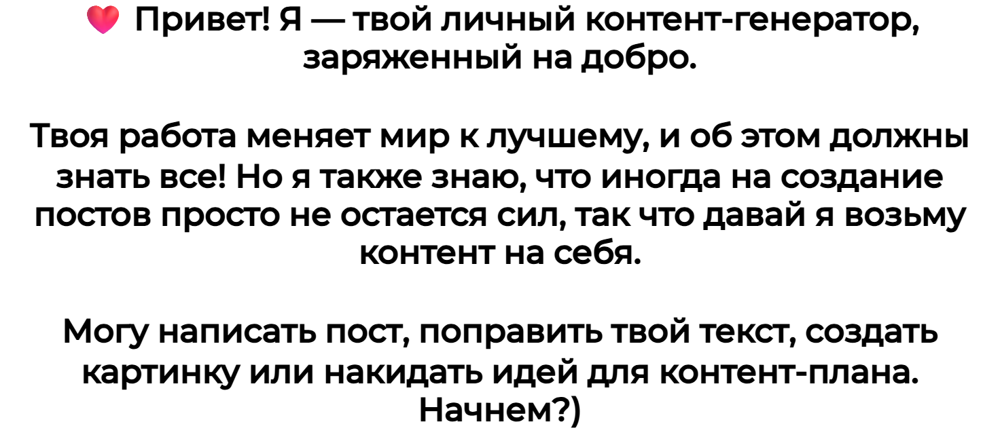 ❤️ Привет! Я — твой личный контент-генератор,
заряженный на добро.
Твоя работа меняет мир к лучшему, и об этом должны
знать все! Но я также знаю, что иногда на создание
постов просто не остается сил, так что давай я возьму
контент на себя.
Могу написать пост, поправить твой текст, создать
картинку или накидать идей для контент-плана.
Начнем?)